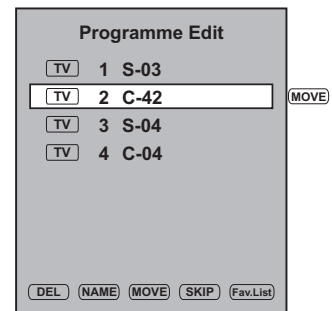 Programme Edit
TV 1 S-03
TV 2 C-42 MOVE
TV 3 S-04
TV 4 C-04
DEL NAME MOVE SKIP Fav.List